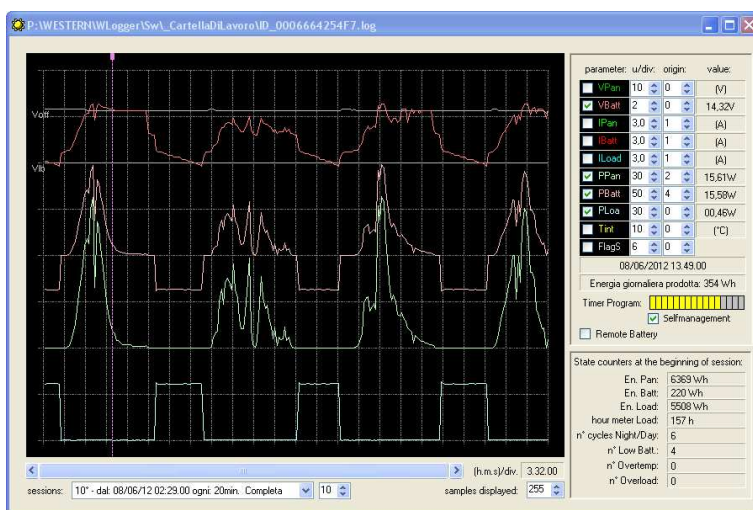 P:\WESTERN\WLogger\Sw\_CartellaDiLavoro\ID_0006664254F7.log
Voff
Vlb
parameter: u/div: origin: value:
VPan 10 0 (V)
VBatt 2 0 14,32V
IPan 3,0 1 (A)
IBatt 3,0 1 (A)
ILoad 3,0 1 (A)
PPan 30 2 15,61W
PBatt 50 4 15,58W
PLoa 30 0 00,46W
Tint 10 0 (°C)
FlagS 6 0
08/06/2012 13.49.00
Energia giornaliera prodotta: 354 Wh
Timer Program:
Selfmanagement
Remote Battery
State counters at the beginning of session:
En. Pan: 6369 Wh
En. Batt: 220 Wh
En. Load: 5508 Wh
hour meter Load: 157 h
n° cycles Night/Day: 6
n° Low Batt.: 4
n° Overtemp: 0
n° Overload: 0
(h.m.s)/div. 3.32.00
sessions: 10° - dal: 08/06/12 02:29.00 ogni: 20min. Completa 10 samples displayed: 255